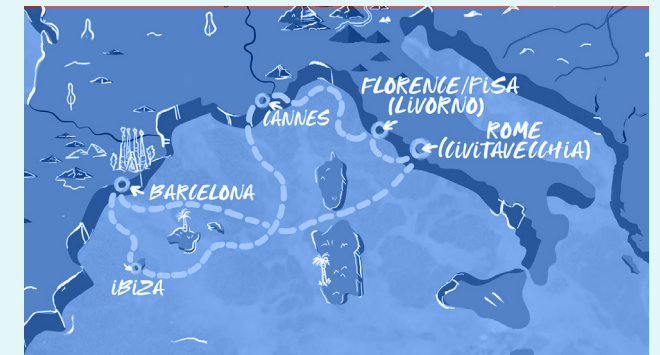 FLORENCE/PISA
(LIVORNO)
CANNES
ROME
(CIVITAVECCHIA)
BARCELONA
IBIZA